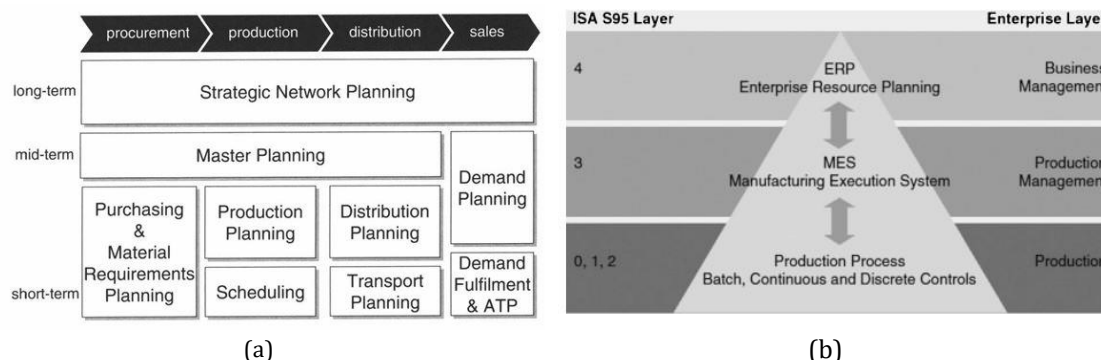 procurement production distribution sales
long-term
Strategic Network Planning
mid-term
Master Planning
Demand
Planning
Purchasing
&
Material
Requirements
Planning
Production
Planning
Distribution
Planning
short-term
Scheduling
Transport
Planning
Demand
Fulfilment
& ATP
(a)
ISA S95 Layer Enterprise Laye
4
ERP
Enterprise Resource Planning
Business
Management
3
MES
Manufacturing Execution System
Production
Management
0, 1, 2
Production Process
Batch, Continuous and Discrete Controls
Production
(b)